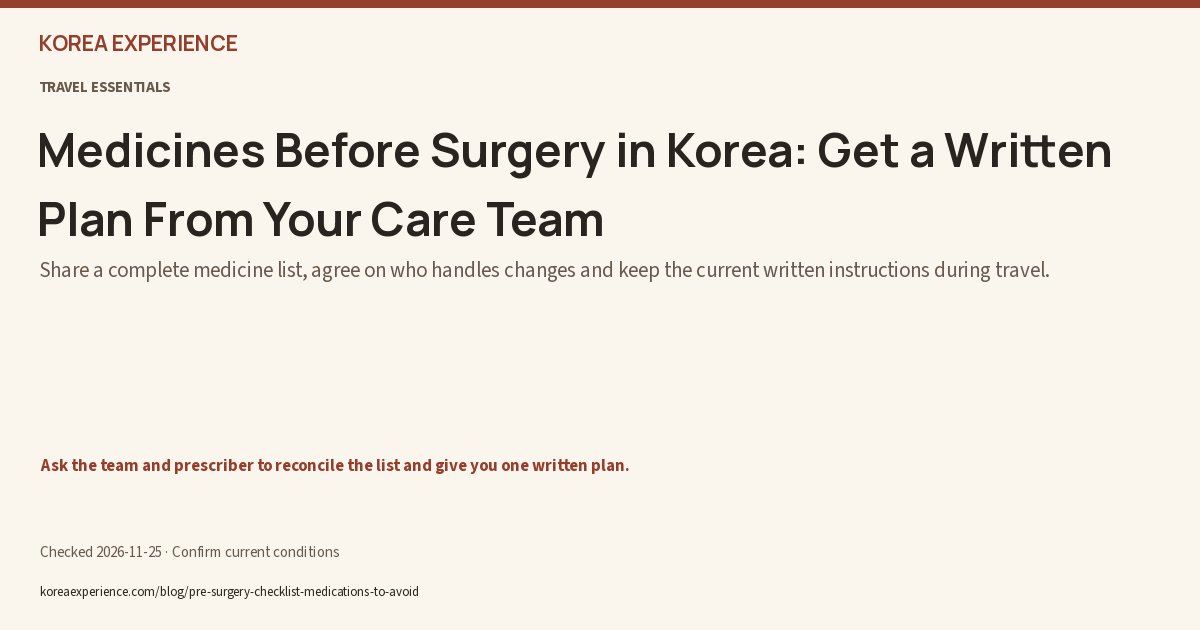 KOREA EXPERIENCE
TRAVEL ESSENTIALS
Medicines Before Surgery in Korea: Get a Written
Plan From Your Care Team
Share a complete medicine list, agree on who handles changes and keep the current written instructions during travel.
Ask the team and prescriber to reconcile the list and give you one written plan.
Checked 2026-11-25 · Confirm current conditions
koreaexperience.com/blog/pre-surgery-checklist-medications-to-avoid